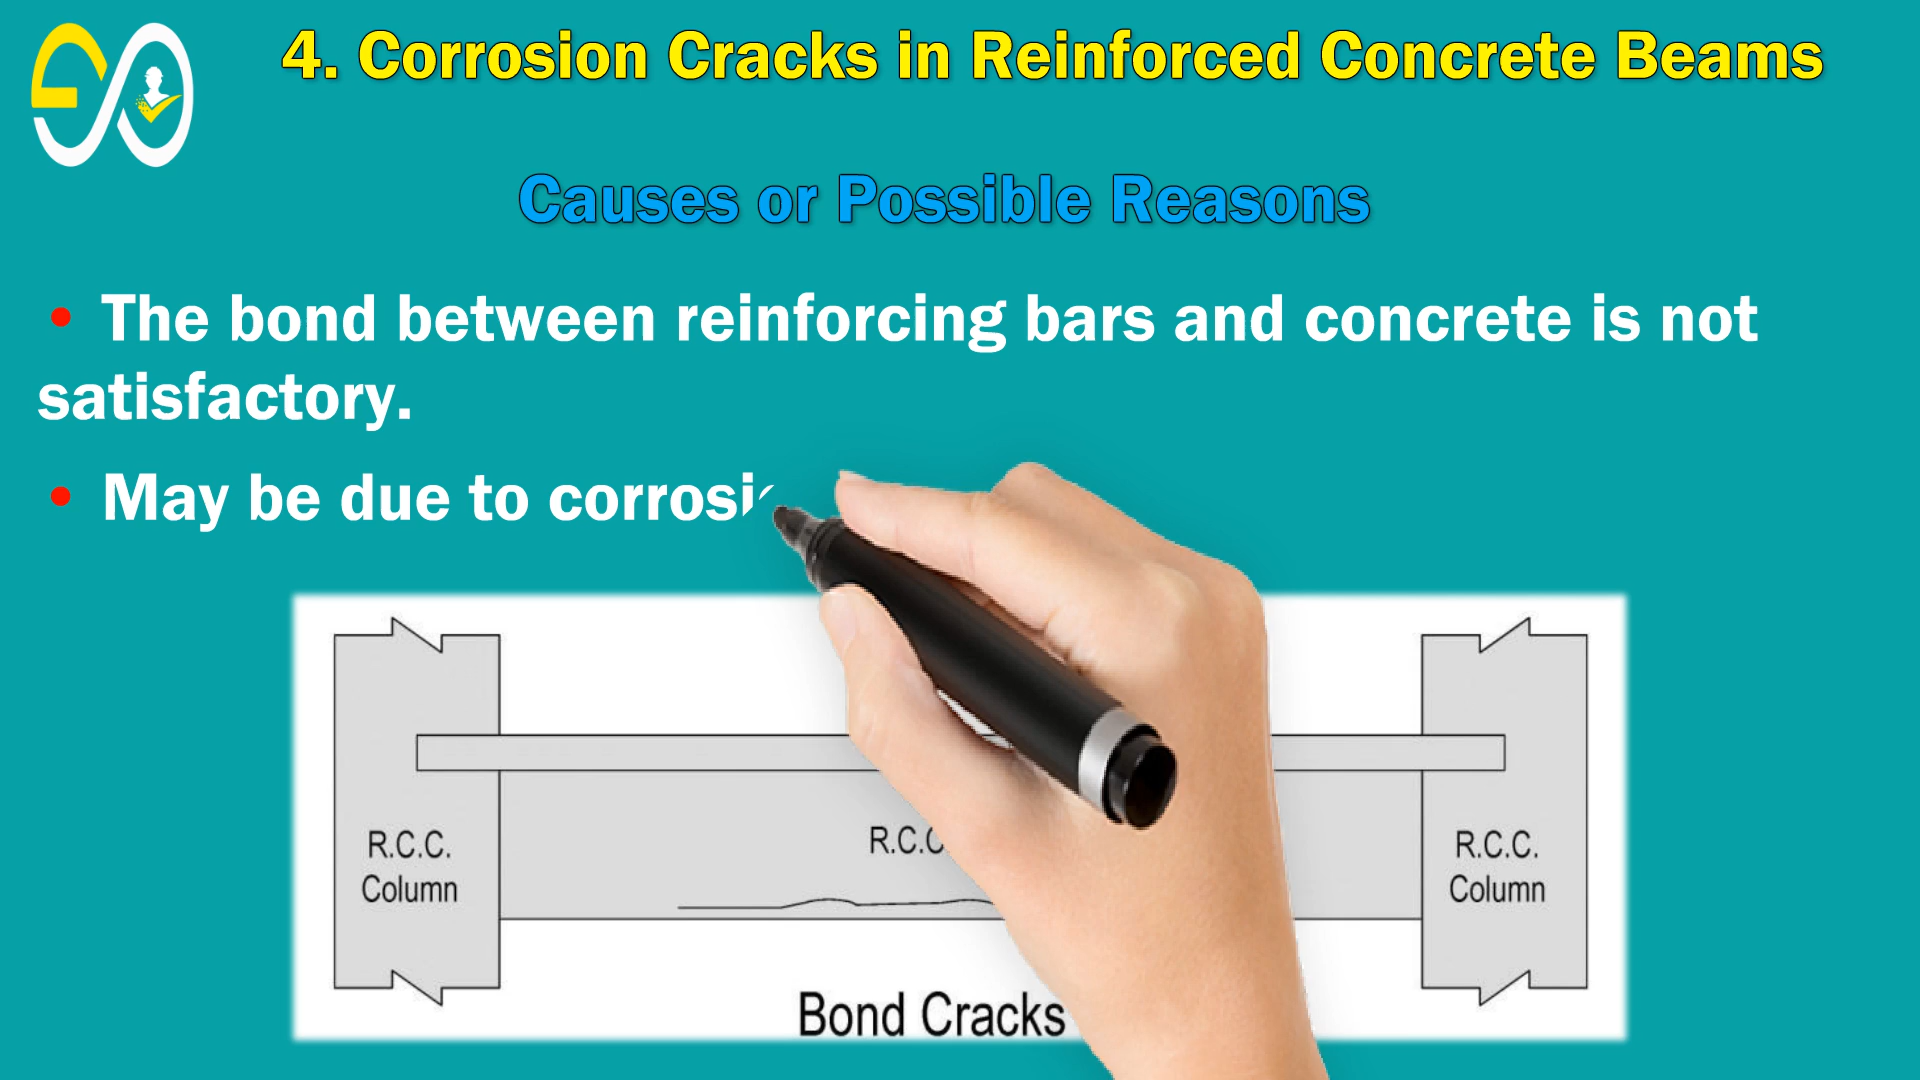 4. Corrosion Cracks in Reinforced Concrete Beams
Causes or Possible Reasons
• The bond between reinforcing bars and concrete is not
satisfactory.
• May be due to
R.C.C.
Column
R.C.C.
Column
Bond Cracks